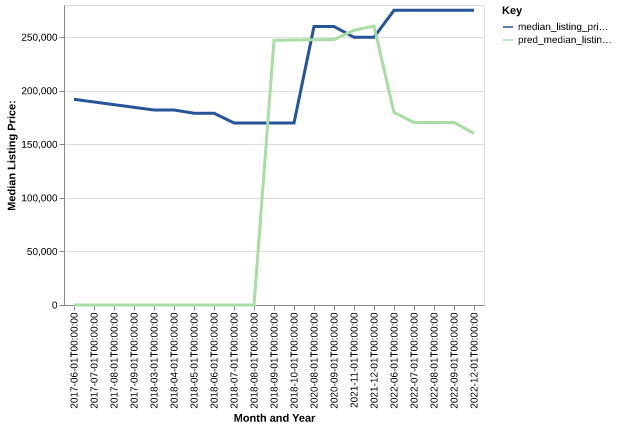 Key
median_listing_pri…
pred_median_listin…
Median Listing Price:
250,000
200,000
150,000
100,000
50,000
0
2017-06-01T00:00:00
2017-07-01T00:00:00
2017-08-01T00:00:00
2017-09-01T00:00:00
2018-03-01T00:00:00
2018-04-01T00:00:00
2018-05-01T00:00:00
2018-06-01T00:00:00
2018-07-01T00:00:00
2018-08-01T00:00:00
2018-09-01T00:00:00
2018-10-01T00:00:00
2020-08-01T00:00:00
2020-09-01T00:00:00
2021-11-01T00:00:00
2021-12-01T00:00:00
2022-06-01T00:00:00
2022-07-01T00:00:00
2022-08-01T00:00:00
2022-09-01T00:00:00
2022-12-01T00:00:00
Month and Year